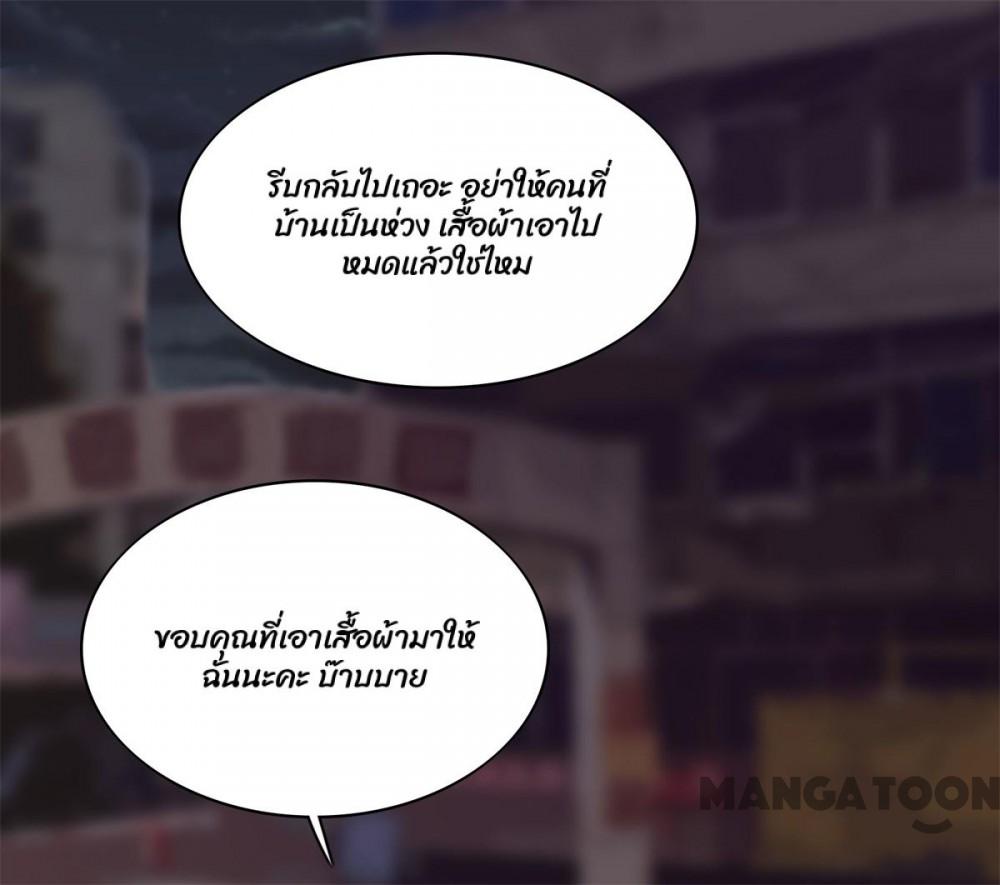 รีบกลับไปเถอะ อย่าให้คนที่
บ้านเป็นห่วง เสื้อผ้าเอาไป
หมดแล้วใช่ไหม
ขอบคุณที่เอาเสื้อผ้ามาให้
ฉันนะคะ บ๊าบบาย
MANGATOON